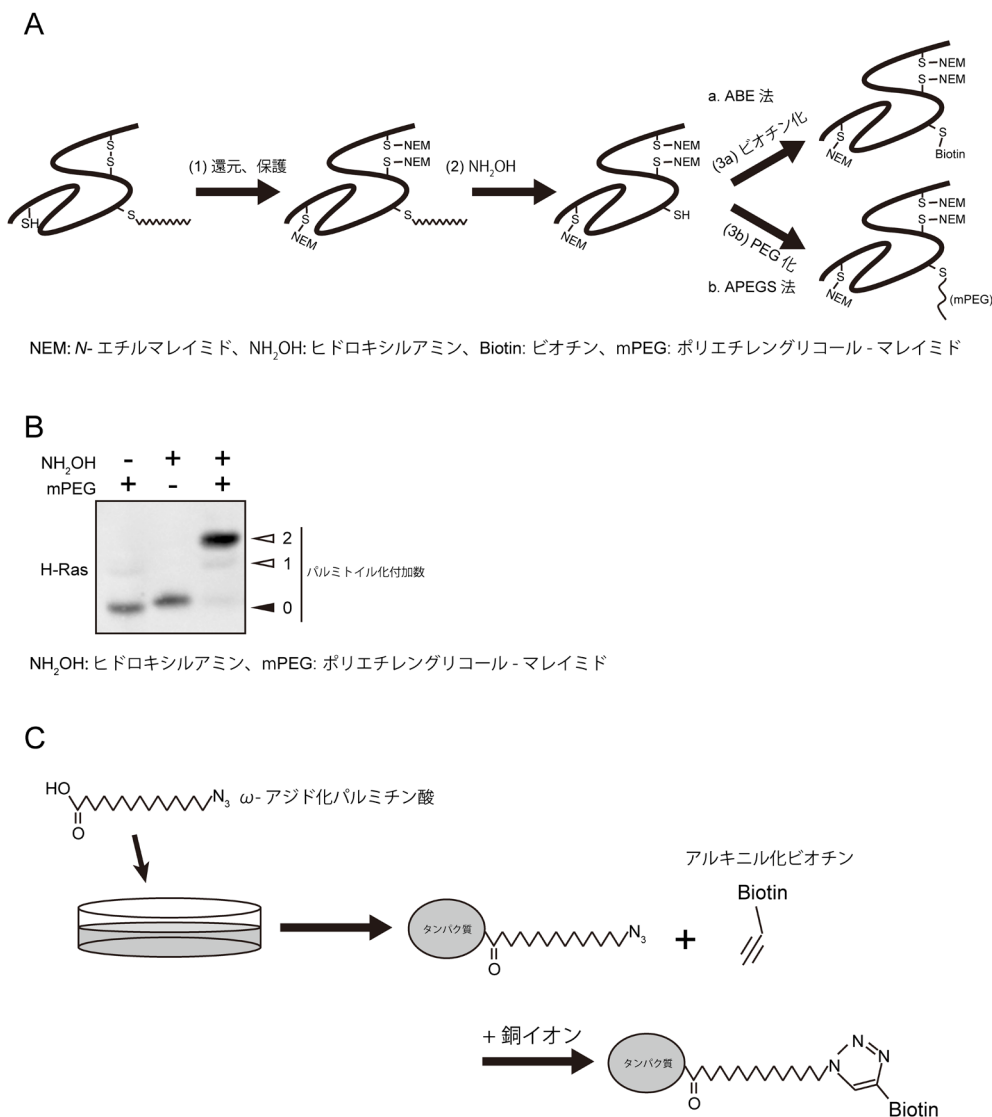 A
S
S
SH
S
(1) 還元、保護
S–NEM
S–NEM
S
S
NEM
(2) NH2OH
S–NEM
S–NEM
SH
S
NEM
a. ABE 法
(3a) ビオチン化
(3b) PEG 化
b. APEGS 法
S–NEM
S–NEM
S
Biotin
S
NEM
S–NEM
S–NEM
S
(mPEG)
S
NEM
NEM: N- エチルマレイミド、NH2OH: ヒドロキシルアミン、Biotin: ビオチン、mPEG: ポリエチレングリコール - マレイミド
B
NH2OH - + +
mPEG + - +
H-Ras
2
1
0
パルミトイル化付加数
NH2OH: ヒドロキシルアミン、mPEG: ポリエチレングリコール - マレイミド
C
HO
O
N3
ω- アジド化パルミチン酸
タンパク質
O
N3
+
アルキニル化ビオチン
Biotin
+ 銅イオン
タンパク質
O
N
N
N
Biotin